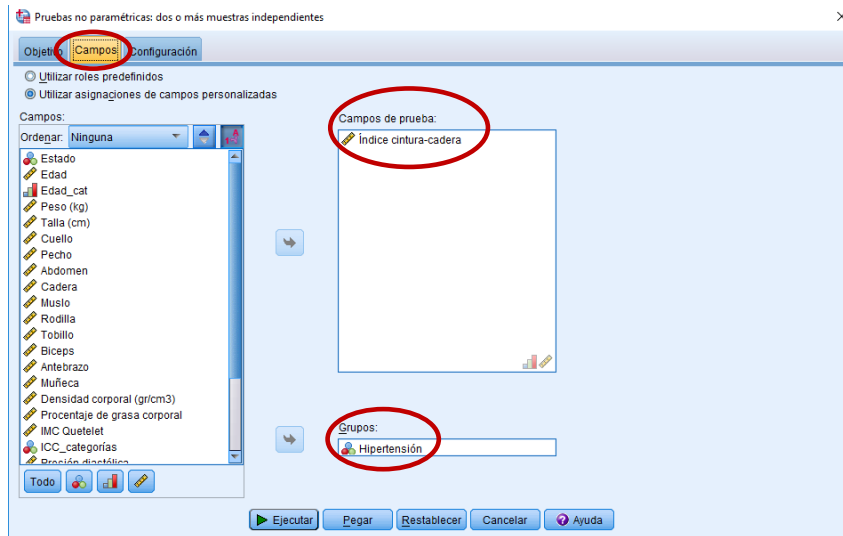 Pruebas no paramétricas: dos o más muestras independientes
Objetivo Campos Configuración
Utilizar roles predefinidos
Utilizar asignaciones de campos personalizadas
Campos:
Ordenar: Ninguna
Estado
Edad
Edad_cat
Peso (kg)
Talla (cm)
Cuello
Pecho
Abdomen
Cadera
Muslo
Rodilla
Tobillo
Biceps
Antebrazo
Muñeca
Densidad corporal (gr/cm3)
Procentaje de grasa corporal
IMC Quetelet
ICC_categorías
Presión diastólica
Todo
Campos de prueba:
Índice cintura-cadera
Grupos:
Hipertensión
Ejecutar Pegar Restablecer Cancelar Ayuda